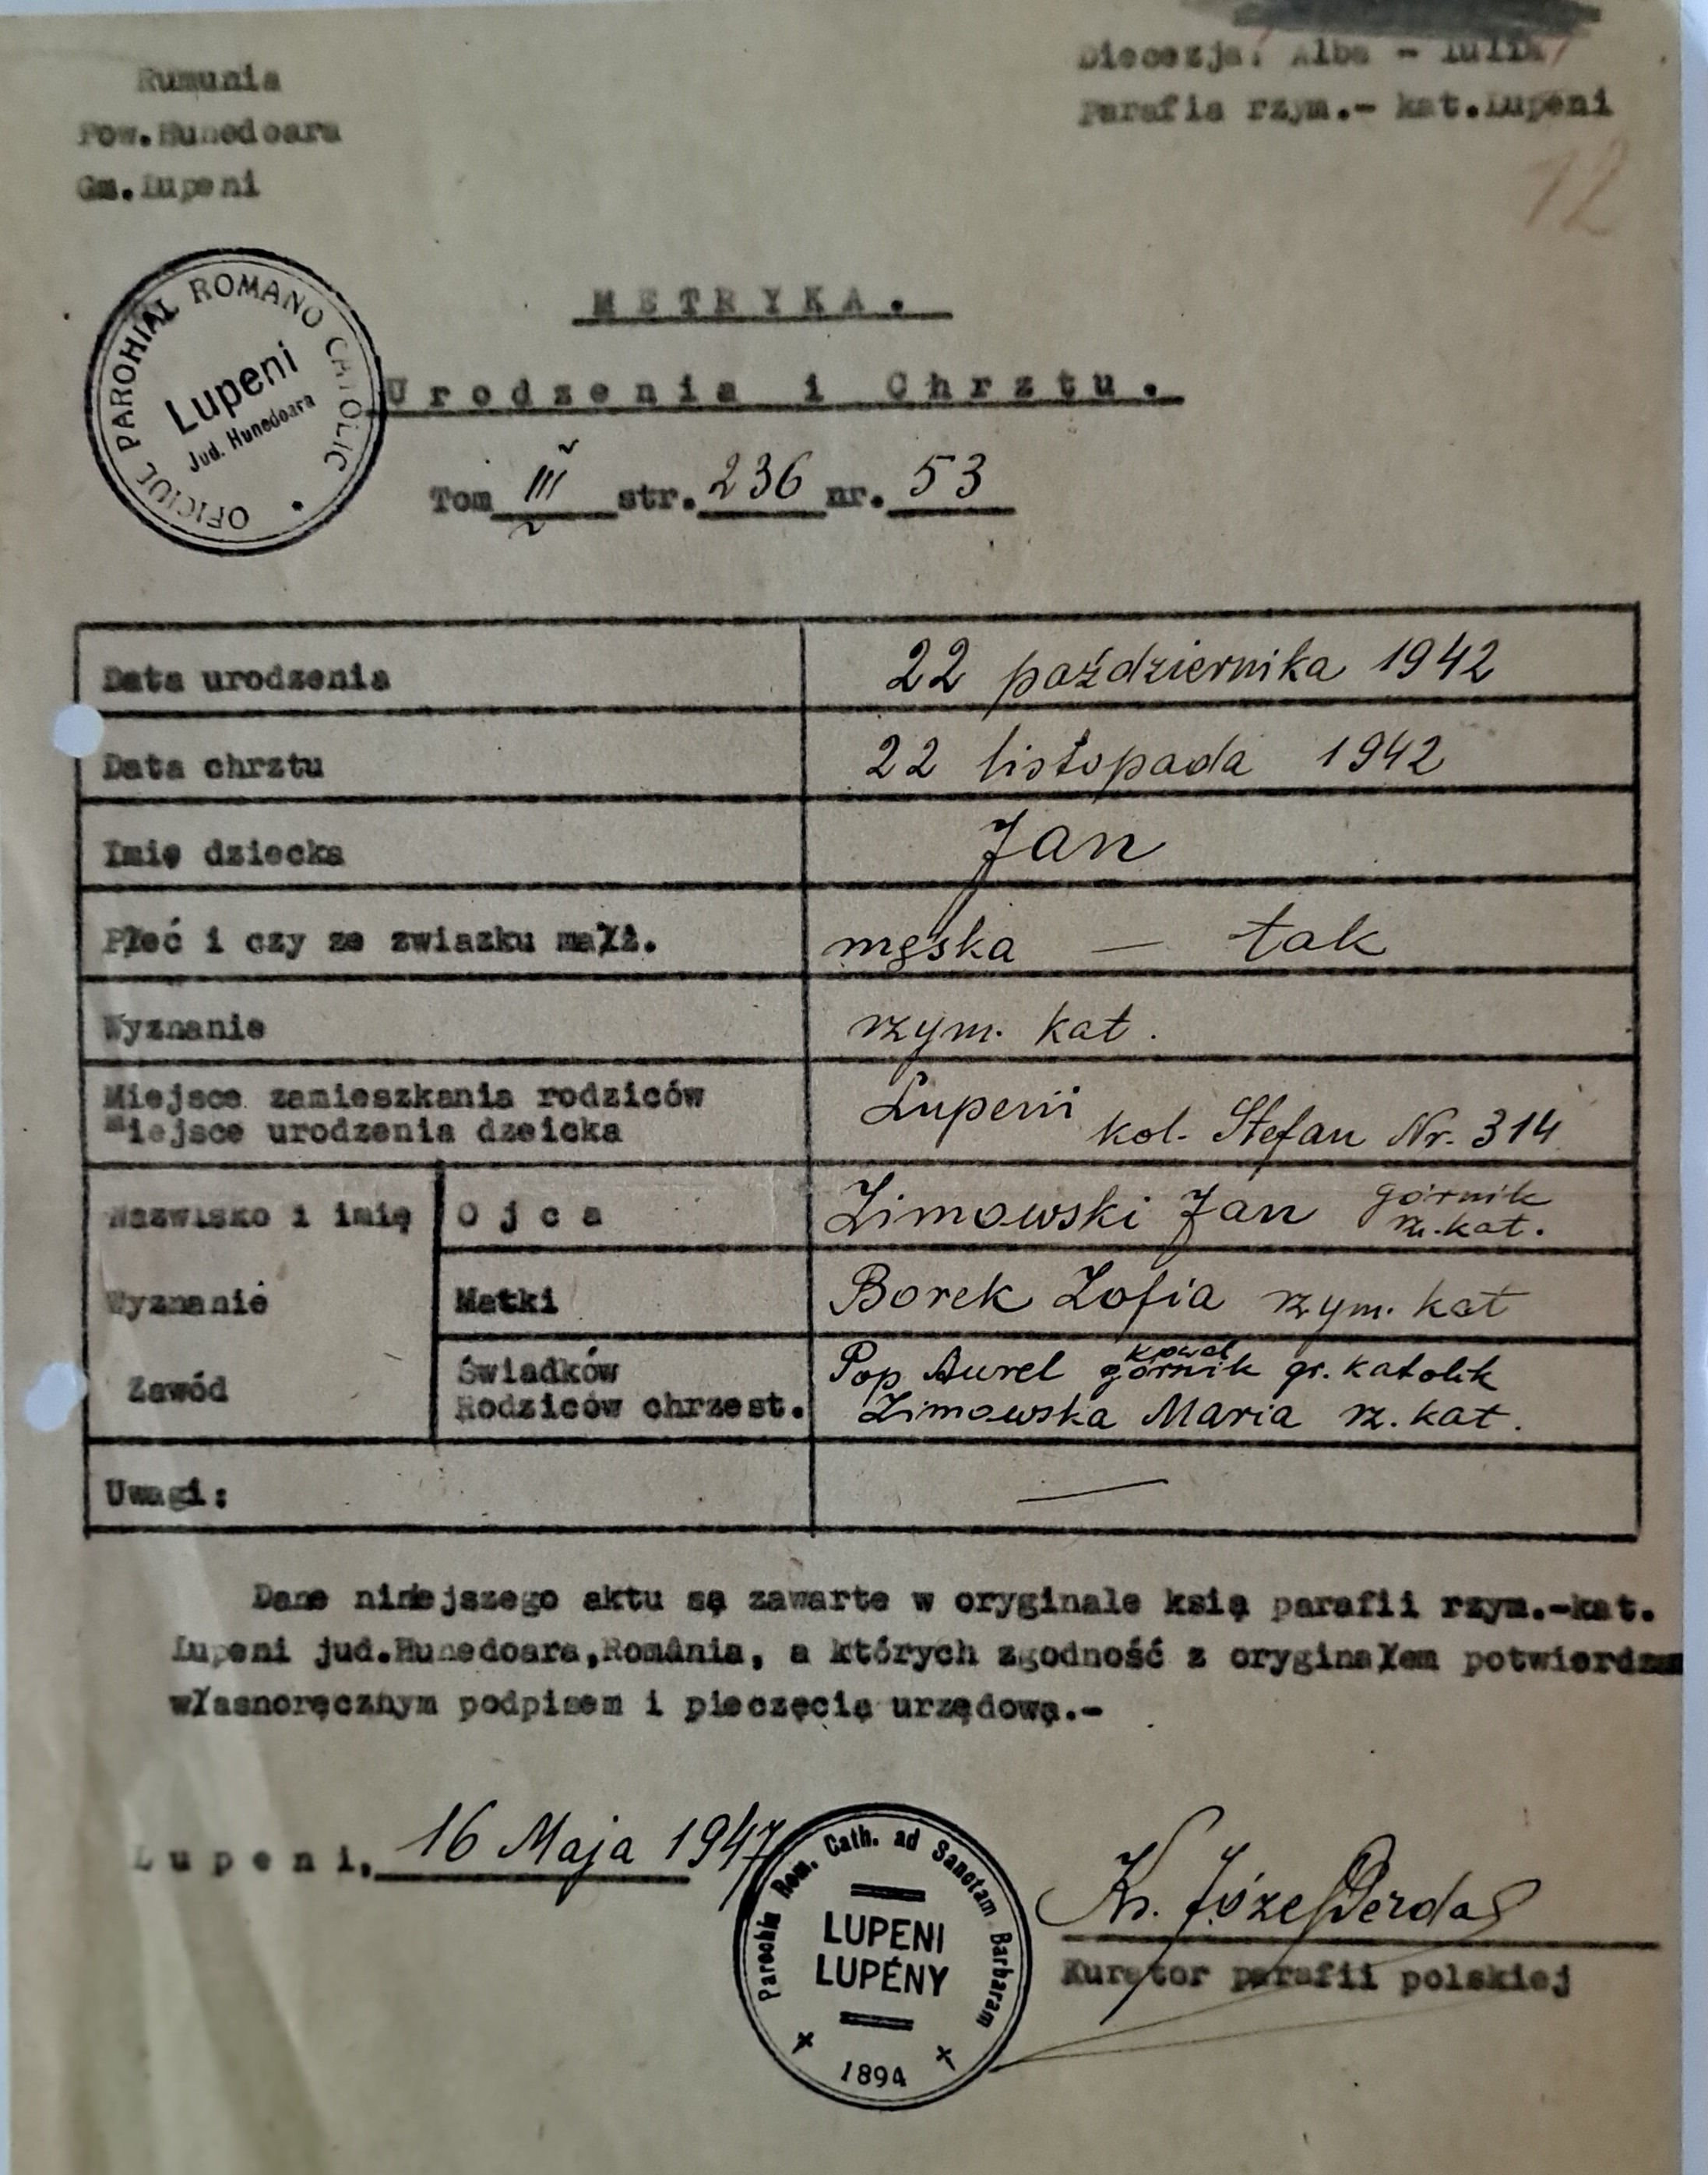 Rumunia
Pow.Hunedoara
Gm.Lupeni
Diecezja: Alba - Iulia
Parafia rzym.- kat.Lupeni
12
OFICIUL PAROHIAL ROMANO CATOLIC
Lupeni
Jud. Hunedoara
METRYKA.
Urodzenia i Chrztu.
Tom III str. 236 nr. 53
Data urodzenia 22 października 1942
Data chrztu 22 listopada 1942
Imię dziecka Jan
Płeć i czy ze zwiazku małż. męska — tak
Wyznanie rzym. kat.
Miejsce zamieszkania rodziców
Miejsce urodzenia dzeicka
Lupeni kol. Stefan Nr. 314
Nazwisko i imię Ojca Zimowski Jan górnik rz.kat.
Wyznanie Matki Borek Zofia rzym. kat
Zawód Świadków Rodziców chrzest.
Pop Aurel kowal górnik gr. katolik
Zimowska Maria rz. kat.
Uwagi: —
Dane niniejszego aktu są zawarte w oryginale ksią parafii rzym.-kat.
Lupeni jud.Hunedoara,România, a których zgodność z oryginałem potwierdzam
własnoręcznym podpisem i pieczęcią urzędową.-
Lupeni, 16 Maja 1947
Parochia Rom. Cath. ad Sanctam Barbaram
LUPENI
LUPÉNY
1894
Ks. Józef Derda
Kurator parafii polskiej